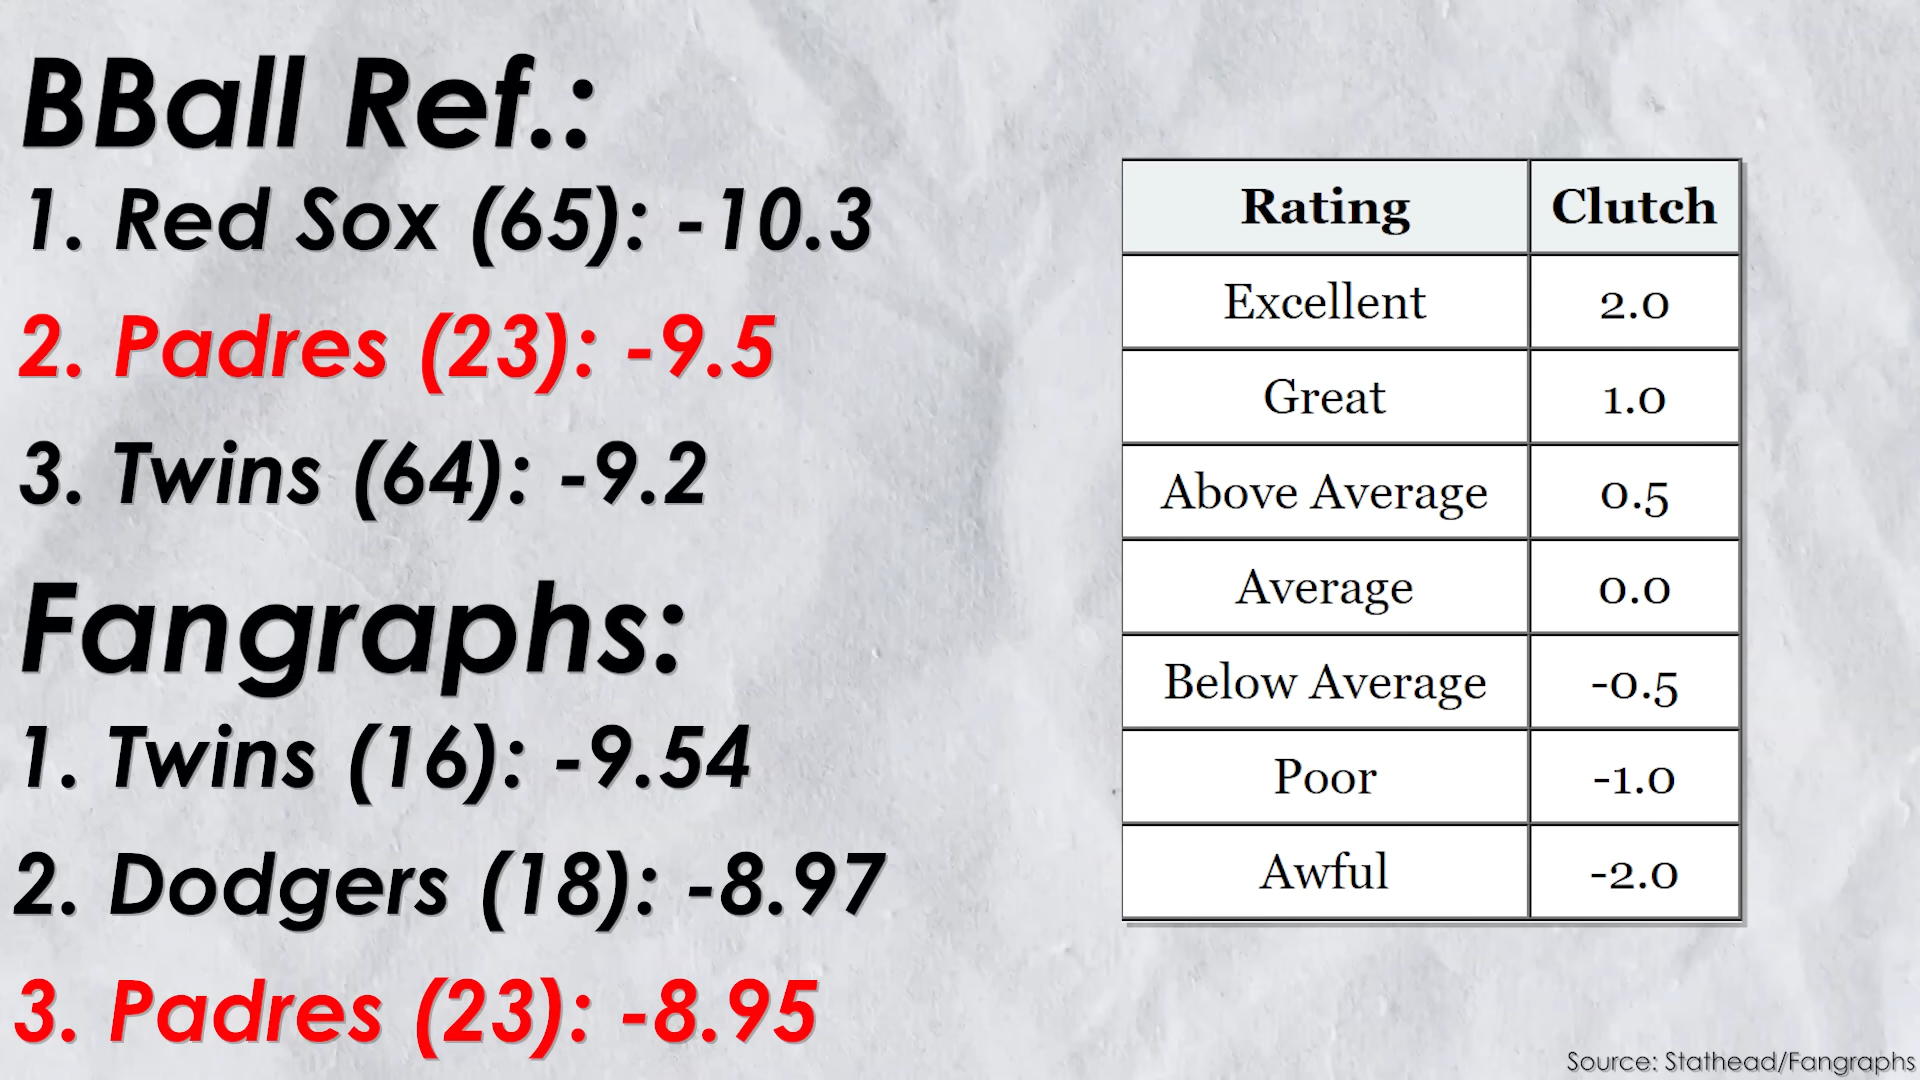 BBall Ref.:
1. Red Sox (65): -10.3
2. Padres (23): -9.5
3. Twins (64): -9.2
Fangraphs:
1. Twins (16): -9.54
2. Dodgers (18): -8.97
3. Padres (23): -8.95
Rating Clutch
Excellent 2.0
Great 1.0
Above Average 0.5
Average 0.0
Below Average -0.5
Poor -1.0
Awful -2.0
Source: Stathead/Fangraphs